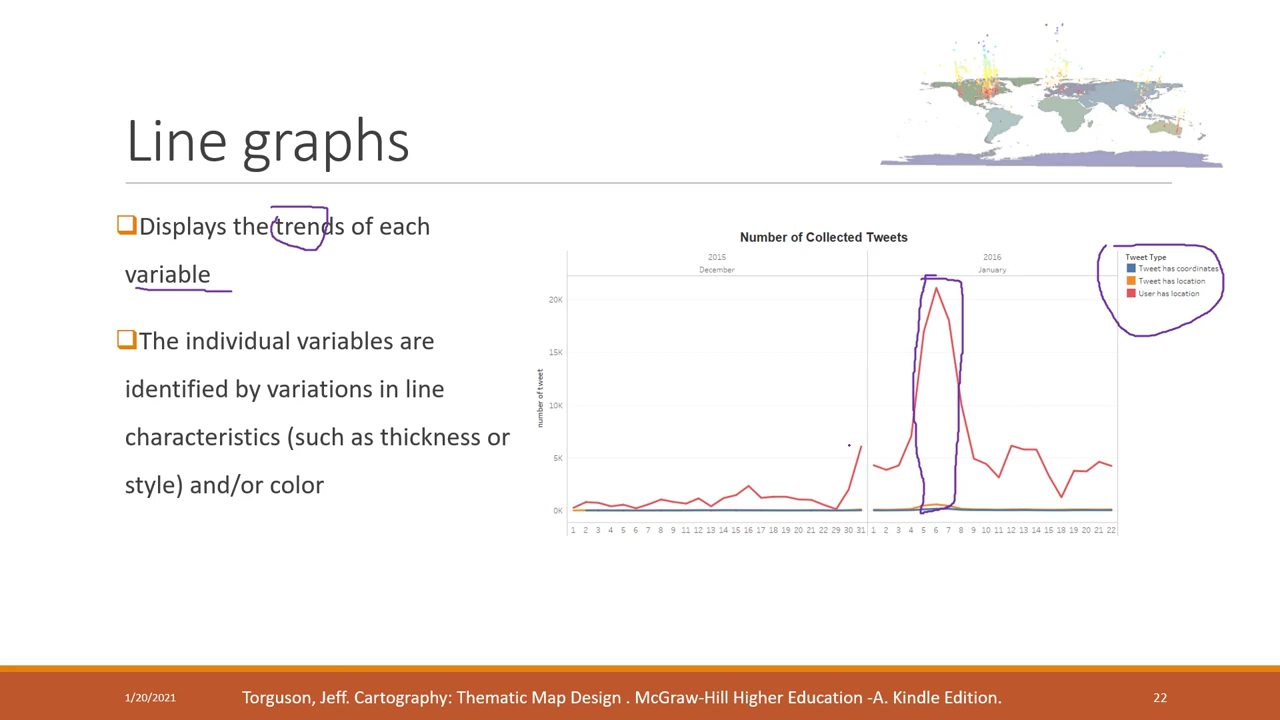 Line graphs
❑Displays the trends of each
variable
❑The individual variables are
identified by variations in line
characteristics (such as thickness or
style) and/or color
Number of Collected Tweets
2015
2016
December
January
Tweet Type
Tweet has coordinates
Tweet has location
User has location
number of tweet
20K
15K
10K
5K
0K
1 2 3 4 5 6 7 8 9 11 12 13 14 15 16 17 18 19 20 21 22 29 30 31
1 2 3 4 5 6 7 8 9 10 11 12 13 14 17 18 19 20 21 22
1/20/2021
Torguson, Jeff. Cartography: Thematic Map Design . McGraw-Hill Higher Education -A. Kindle Edition.
22